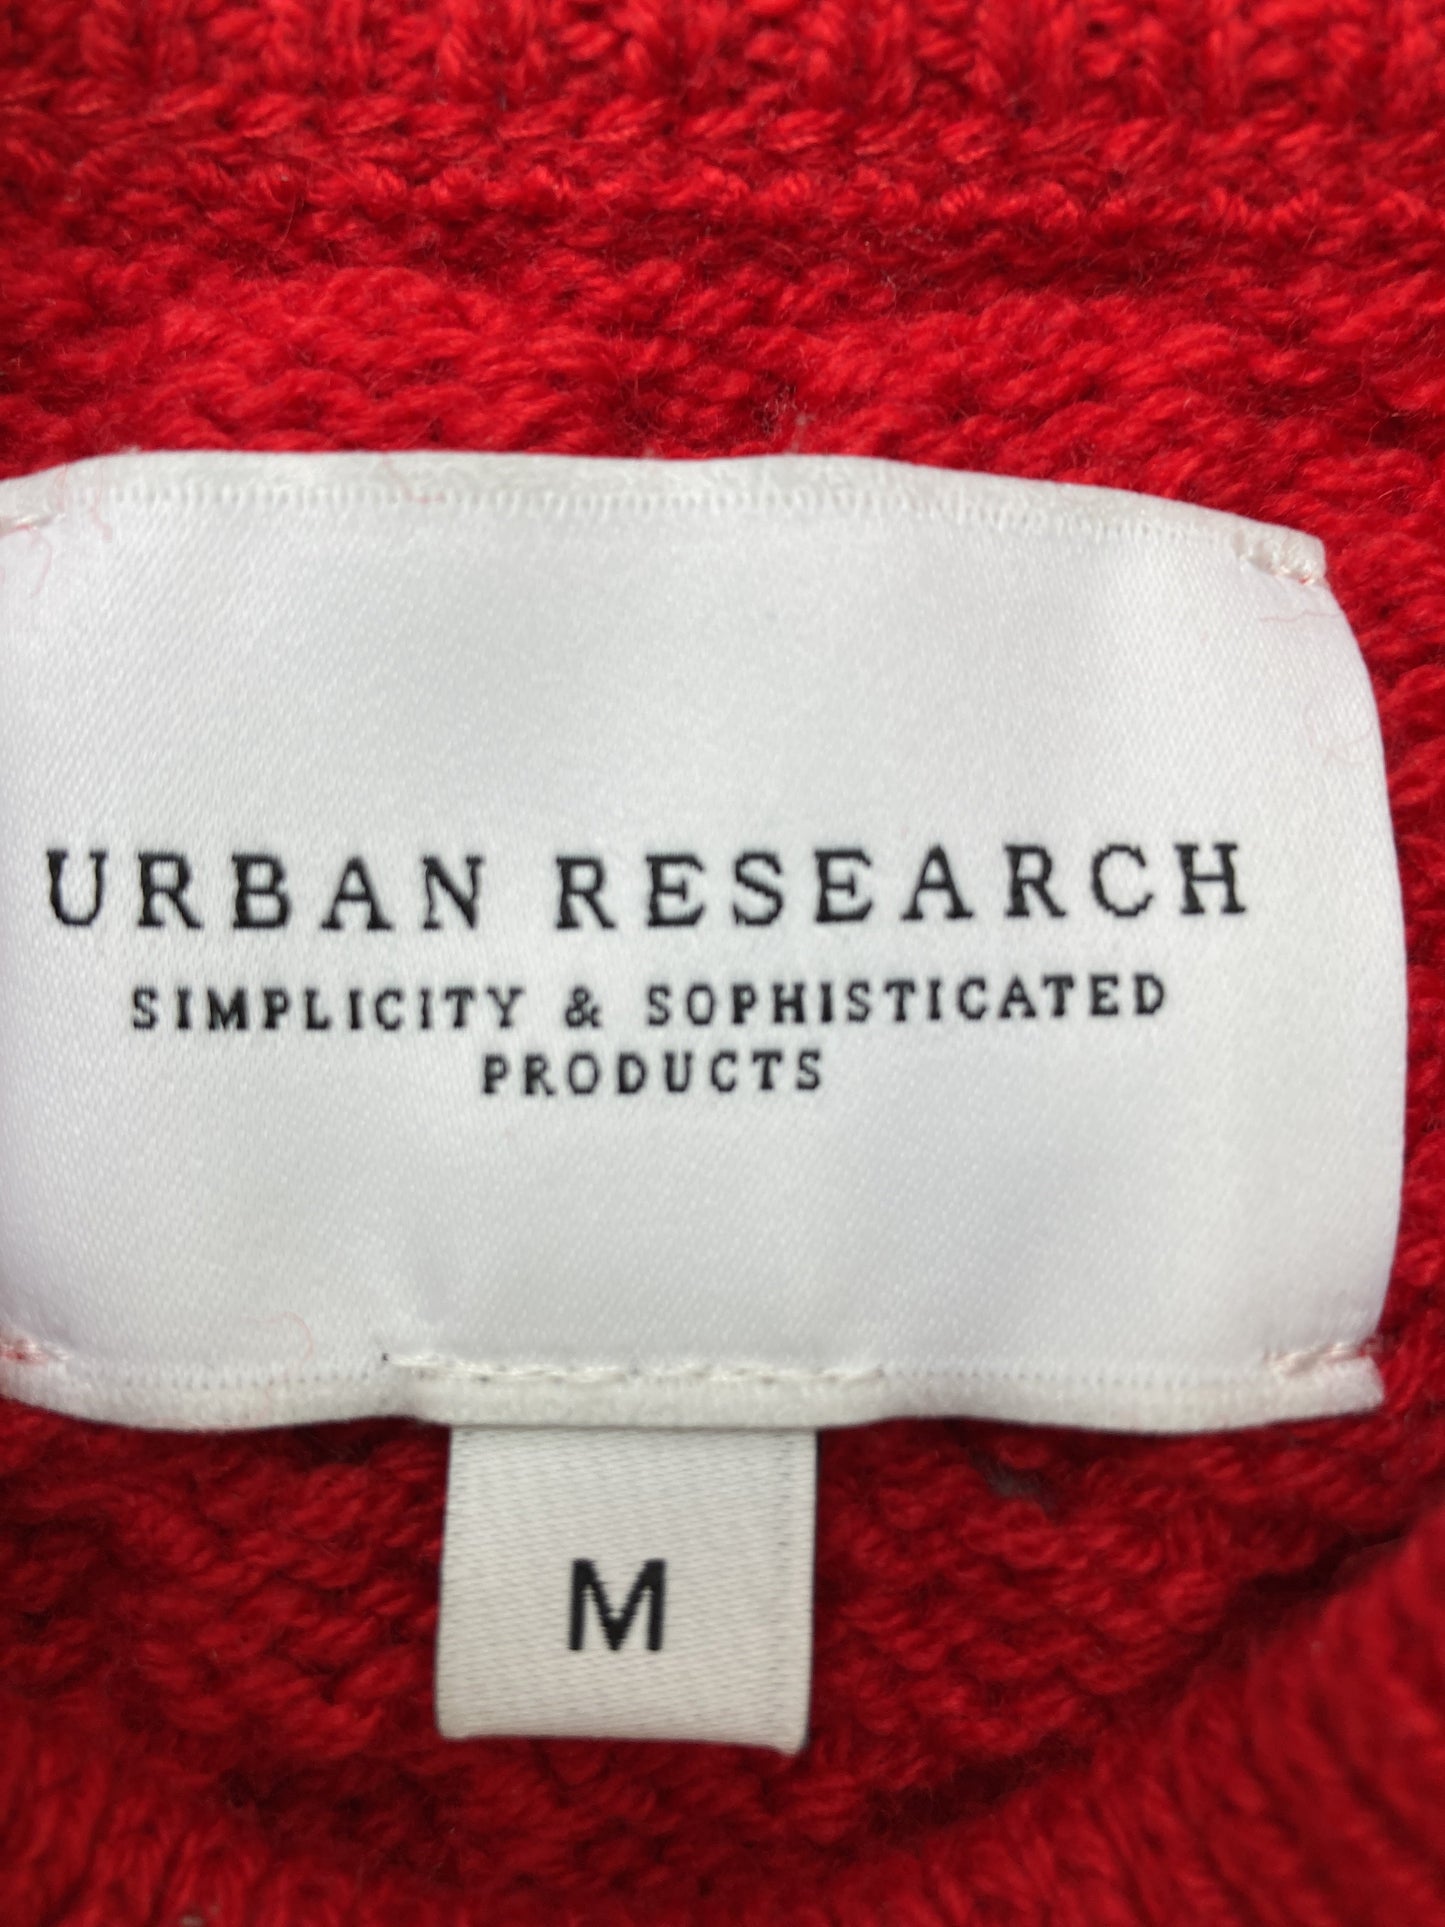 URBAN RESEARCH
SIMPLICITY & SOPHISTICATED
PRODUCTS
M